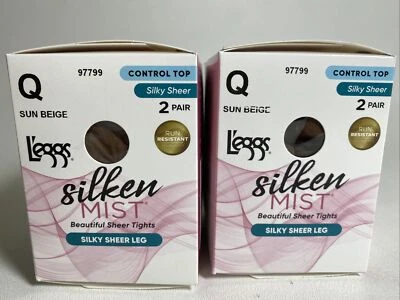 Q
97799
CONTROL TOP
Silky Sheer
2 PAIR
SUN BEIGE
RUN
RESISTANT
L'eggs
silken
MIST
Beautiful Sheer Tights
SILKY SHEER LEG
Q
97799
CONTROL TOP
Silky Sheer
2 PAIR
SUN BEIGE
RUN
RESISTANT
L'eggs
silken
MIST
Beautiful Sheer Tights
SILKY SHEER LEG